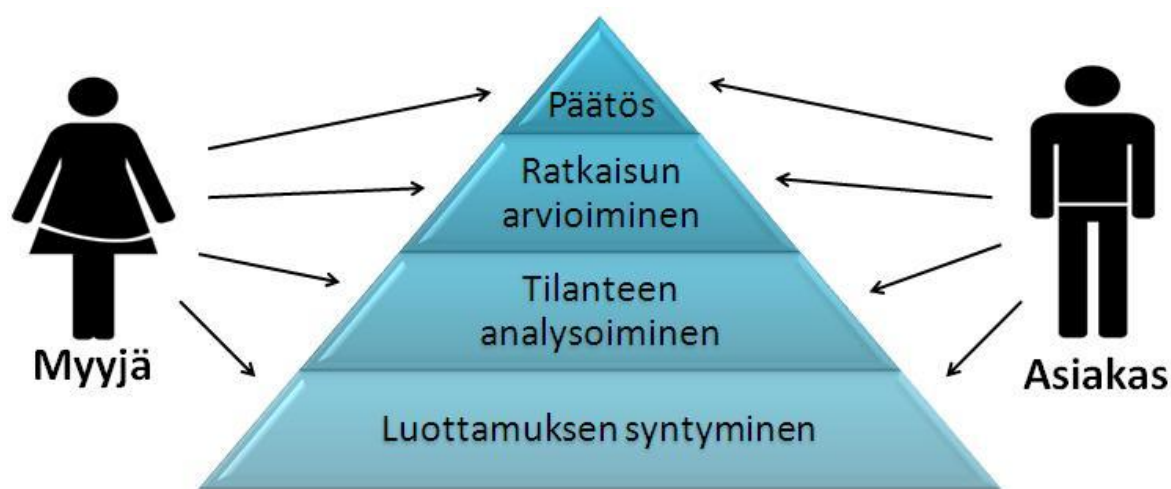 Päätös
Ratkaisun
arvioiminen
Tilanteen
analysoiminen
Luottamuksen syntyminen
Myyjä
Asiakas